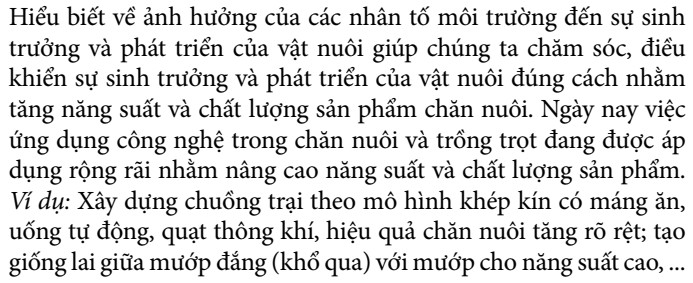 Hiểu biết về ảnh hưởng của các nhân tố môi trường đến sự sinh
trưởng và phát triển của vật nuôi giúp chúng ta chăm sóc, điều
khiển sự sinh trưởng và phát triển của vật nuôi đúng cách nhằm
tăng năng suất và chất lượng sản phẩm chăn nuôi. Ngày nay việc
ứng dụng công nghệ trong chăn nuôi và trồng trọt đang được áp
dụng rộng rãi nhằm nâng cao năng suất và chất lượng sản phẩm.
Ví dụ: Xây dựng chuồng trại theo mô hình khép kín có máng ăn,
uống tự động, quạt thông khí, hiệu quả chăn nuôi tăng rõ rệt; tạo
giống lai giữa mướp đắng (khổ qua) với mướp cho năng suất cao, ...